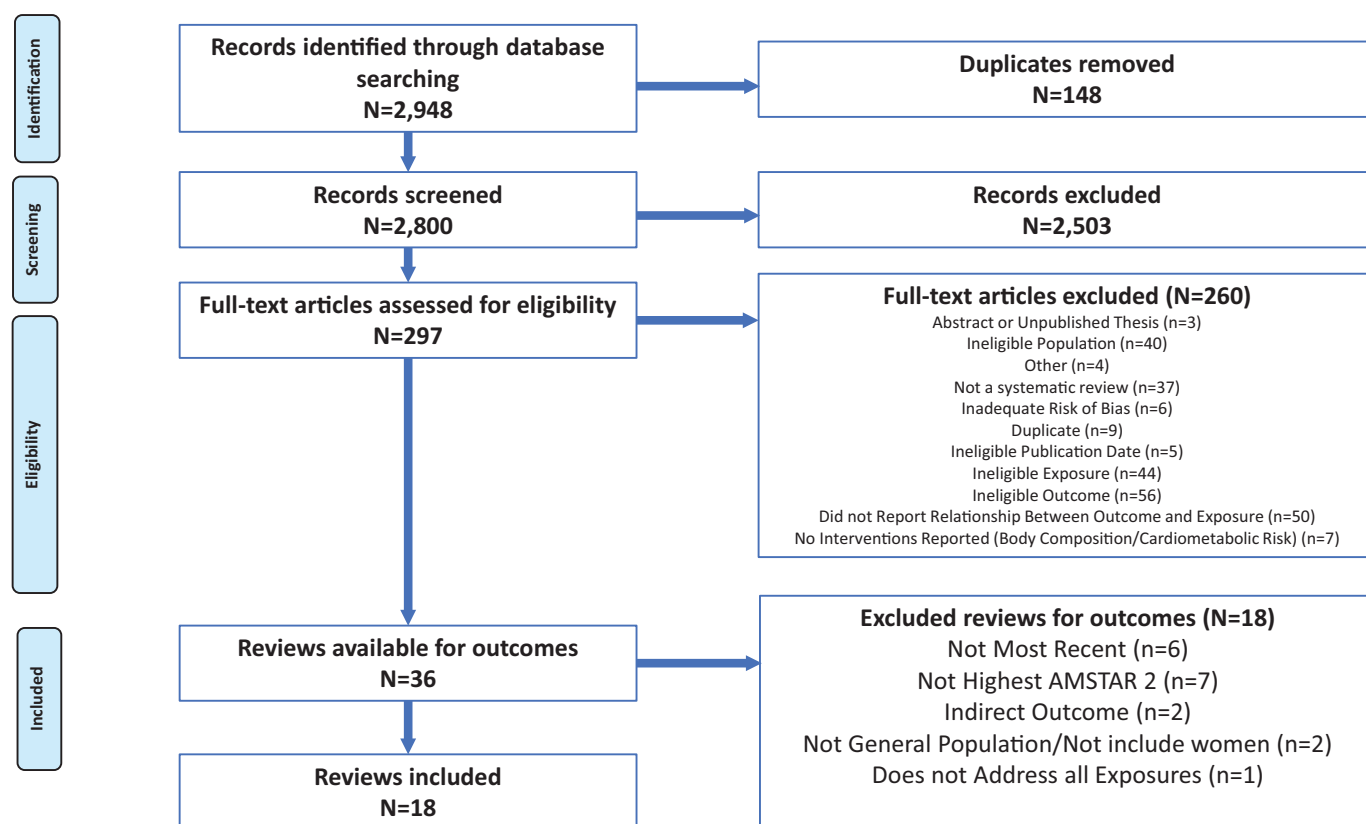 Identification
Records identified through database
searching
N=2,948
Duplicates removed
N=148
Screening
Records screened
N=2,800
Records excluded
N=2,503
Eligibility
Full-text articles assessed for eligibility
N=297
Full-text articles excluded (N=260)
Abstract or Unpublished Thesis (n=3)
Ineligible Population (n=40)
Other (n=4)
Not a systematic review (n=37)
Inadequate Risk of Bias (n=6)
Duplicate (n=9)
Ineligible Publication Date (n=5)
Ineligible Exposure (n=44)
Ineligible Outcome (n=56)
Did not Report Relationship Between Outcome and Exposure (n=50)
No Interventions Reported (Body Composition/Cardiometabolic Risk) (n=7)
Included
Reviews available for outcomes
N=36
Excluded reviews for outcomes (N=18)
Not Most Recent (n=6)
Not Highest AMSTAR 2 (n=7)
Indirect Outcome (n=2)
Not General Population/Not include women (n=2)
Does not Address all Exposures (n=1)
Reviews included
N=18